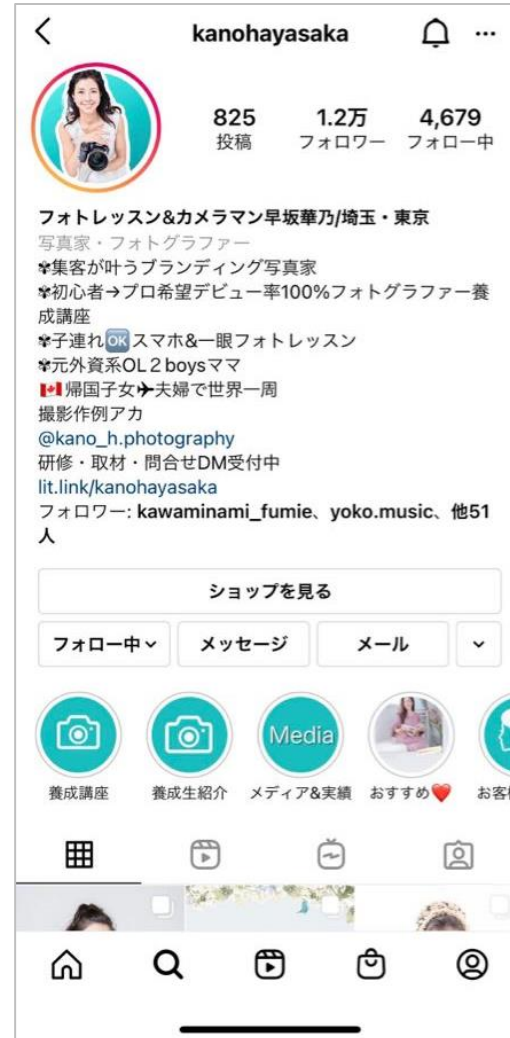 kanohayasaka
825
投稿
1.2万
フォロワー
4,679
フォロー中
フォトレッスン&カメラマン早坂華乃/埼玉・東京
写真家・フォトグラファー
✾集客が叶うブランディング写真家
✾初心者→プロ希望デビュー率100%フォトグラファー養
成講座
✾子連れ🆗スマホ&一眼フォトレッスン
✾元外資系OL２boysママ
🇨🇦帰国子女✈夫婦で世界一周
撮影作例アカ
@kano_h.photography
研修・取材・問合せDM受付中
lit.link/kanohayasaka
フォロワー: kawaminami_fumie、yoko.music、他51
人
ショップを見る
フォロー中
メッセージ
メール
Media
養成講座
養成生紹介
メディア&実績
おすすめ❤️
お客